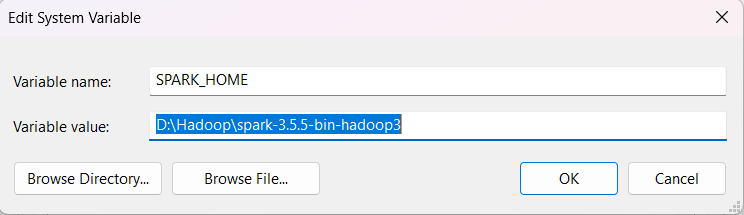 Edit System Variable
Variable name: SPARK_HOME
Variable value: D:\Hadoop\spark-3.5.5-bin-hadoop3
Browse Directory... Browse File... OK Cancel